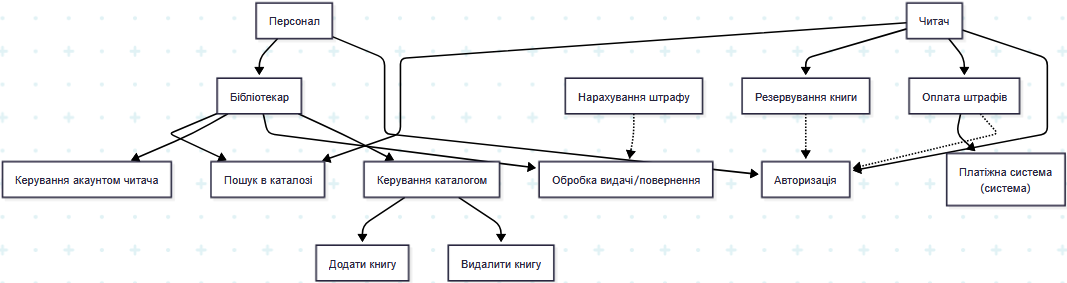 Персонал
Читач
Бібліотекар
Нарахування штрафу
Резервування книги
Оплата штрафів
Керування акаунтом читача
Пошук в каталозі
Керування каталогом
Обробка видачі/повернення
Авторизація
Платіжна система
(система)
Додати книгу
Видалити книгу